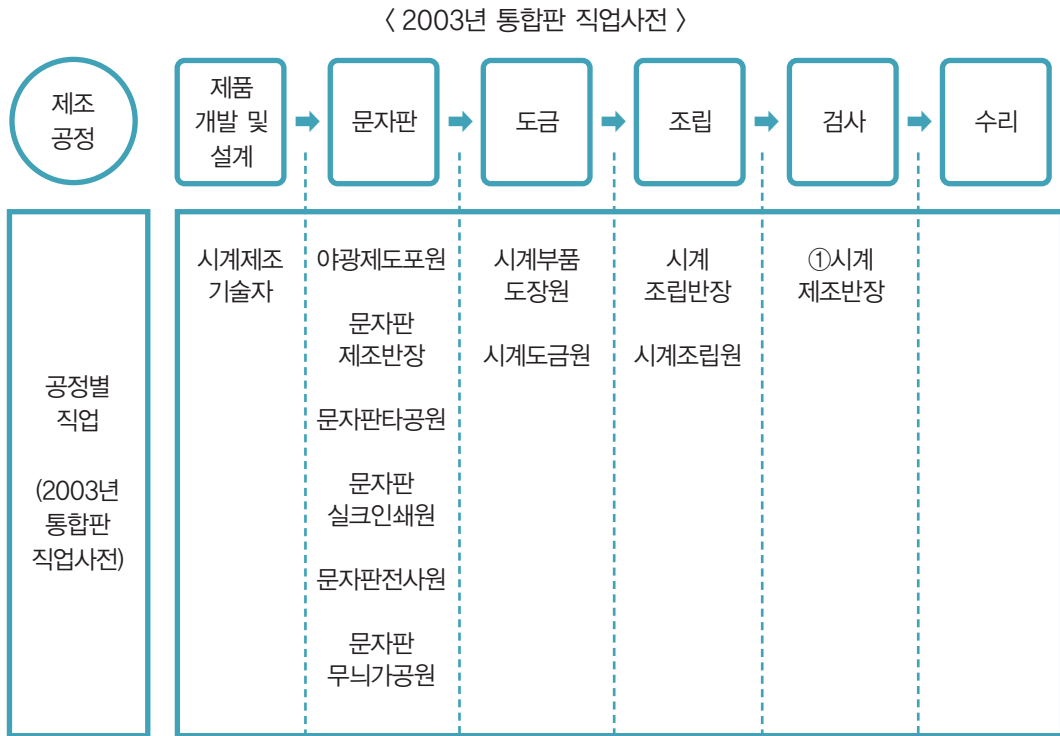 〈 2003년 통합판 직업사전 〉
제조
공정
제품
개발 및
설계
문자판
도금
조립
검사
수리
공정별
직업
(2003년
통합판
직업사전)
시계제조
기술자
야광제도포원
문자판
제조반장
문자판타공원
문자판
실크인쇄원
문자판전사원
문자판
무늬가공원
시계부품
도장원
시계도금원
시계
조립반장
시계조립원
①시계
제조반장